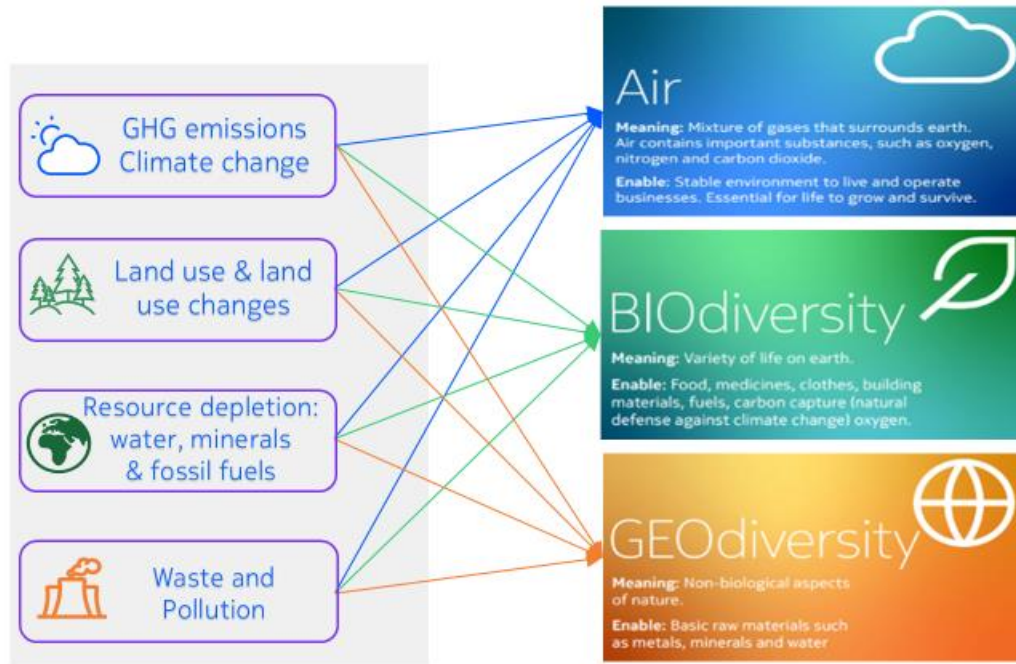 GHG emissions
Climate change
Land use & land
use changes
Resource depletion:
water, minerals
& fossil fuels
Waste and
Pollution
Air
Meaning: Mixture of gases that surrounds earth.
Air contains important substances, such as oxygen,
nitrogen and carbon dioxide.
Enable: Stable environment to live and operate
businesses. Essential for life to grow and survive.
BIOdiversity
Meaning: Variety of life on earth.
Enable: Food, medicines, clothes, building
materials, fuels, carbon capture (natural
defense against climate change) oxygen.
GEOdiversity
Meaning: Non-biological aspects
of nature.
Enable: Basic raw materials such
as metals, minerals and water